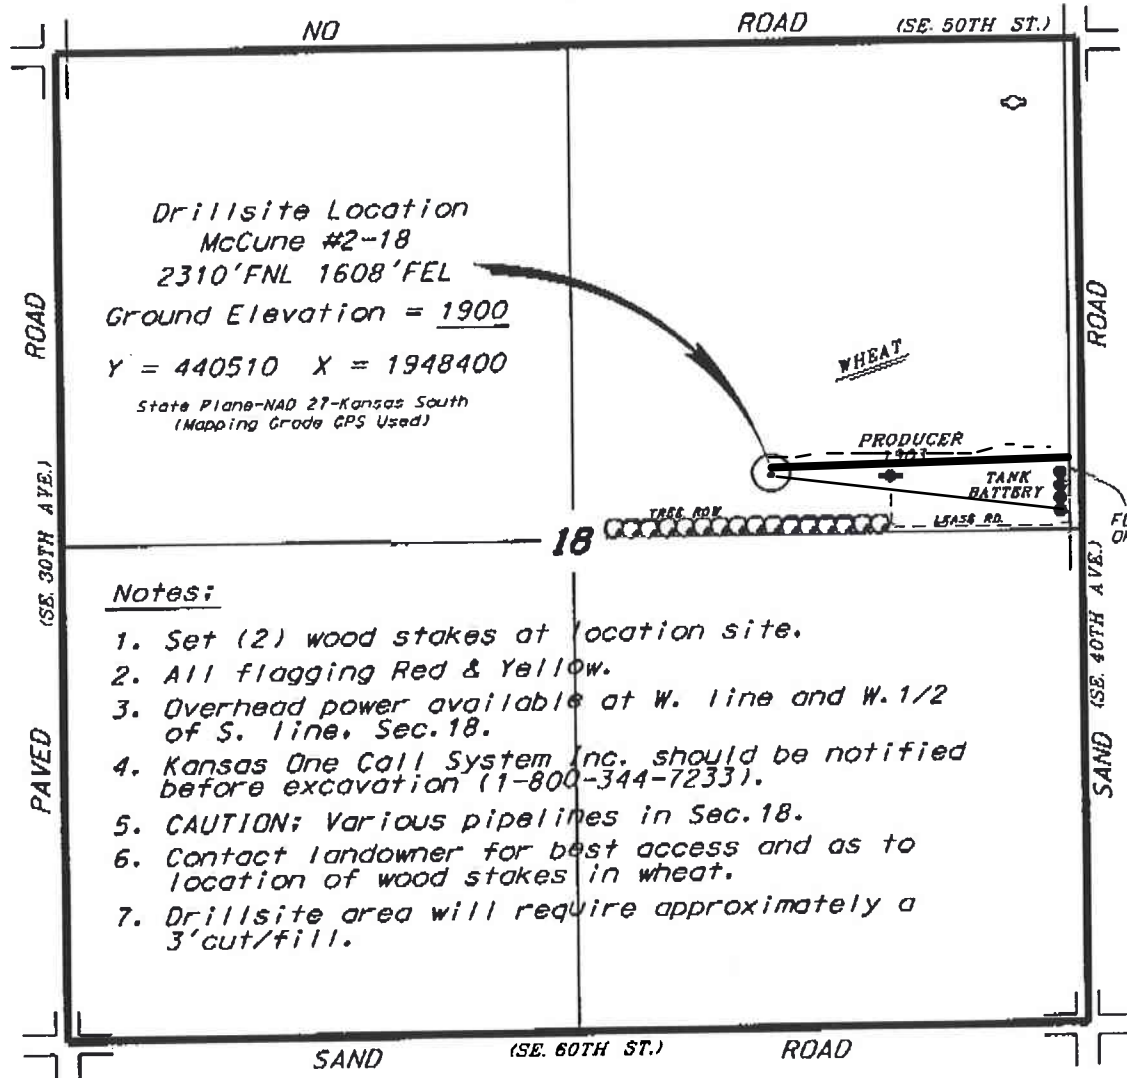 NO ROAD (SE. 50TH ST.)
Drillsite Location
McCune #2-18
2310'FNL 1608'FEL
Ground Elevation = 1900
Y = 440510 X = 1948400
State Plane-NAD 27-Kansas South
(Mapping Grade GPS Used)
ROAD
(SE. 30TH AVE.)
PAVED
ROAD
(SE. 40TH AVE.)
SAND
WHEAT
PRODUCER
1903
TANK
BATTERY
TREE ROW
LEASE RD.
18
Notes:
1. Set (2) wood stakes at location site.
2. All flagging Red & Yellow.
3. Overhead power available at W. line and W.1/2
of S. line, Sec.18.
4. Kansas One Call System Inc. should be notified
before excavation (1-800-344-7233).
5. CAUTION: Various pipelines in Sec.18.
6. Contact landowner for best access and as to
location of wood stakes in wheat.
7. Drillsite area will require approximately a
3'cut/fill.
SAND (SE. 60TH ST.) ROAD